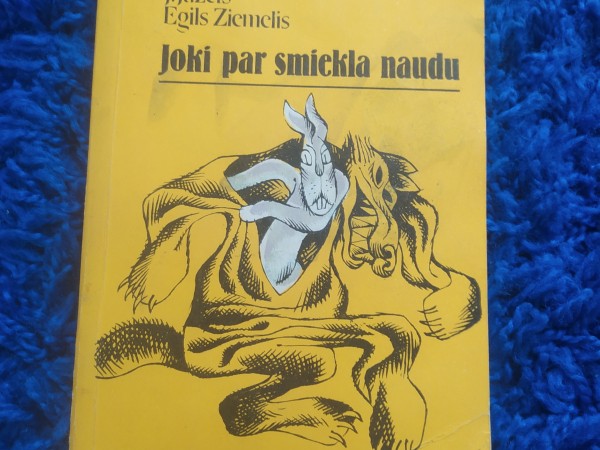 Egils Ziemelis
Joki par smiekla naudu